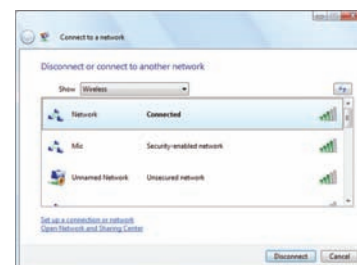 Connect to a network
Disconnect or connect to another network
Show Wireless
Network Connected
Mic Security-enabled network
Unnamed Network Unsecured network
Set up a connection or network
Open Network and Sharing Center
Disconnect Cancel